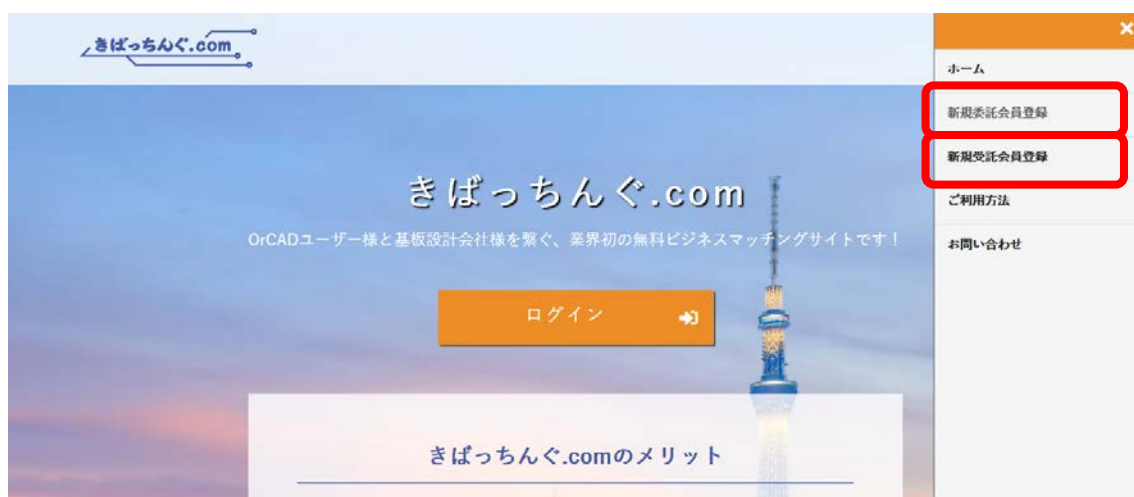 きばっちんぐ.com
ホーム
新規委託会員登録
新規受託会員登録
ご利用方法
お問い合わせ
きばっちんぐ.com
OrCADユーザー様と基板設計会社様を繋ぐ、業界初の無料ビジネスマッチングサイトです！
ログイン
きばっちんぐ.comのメリット